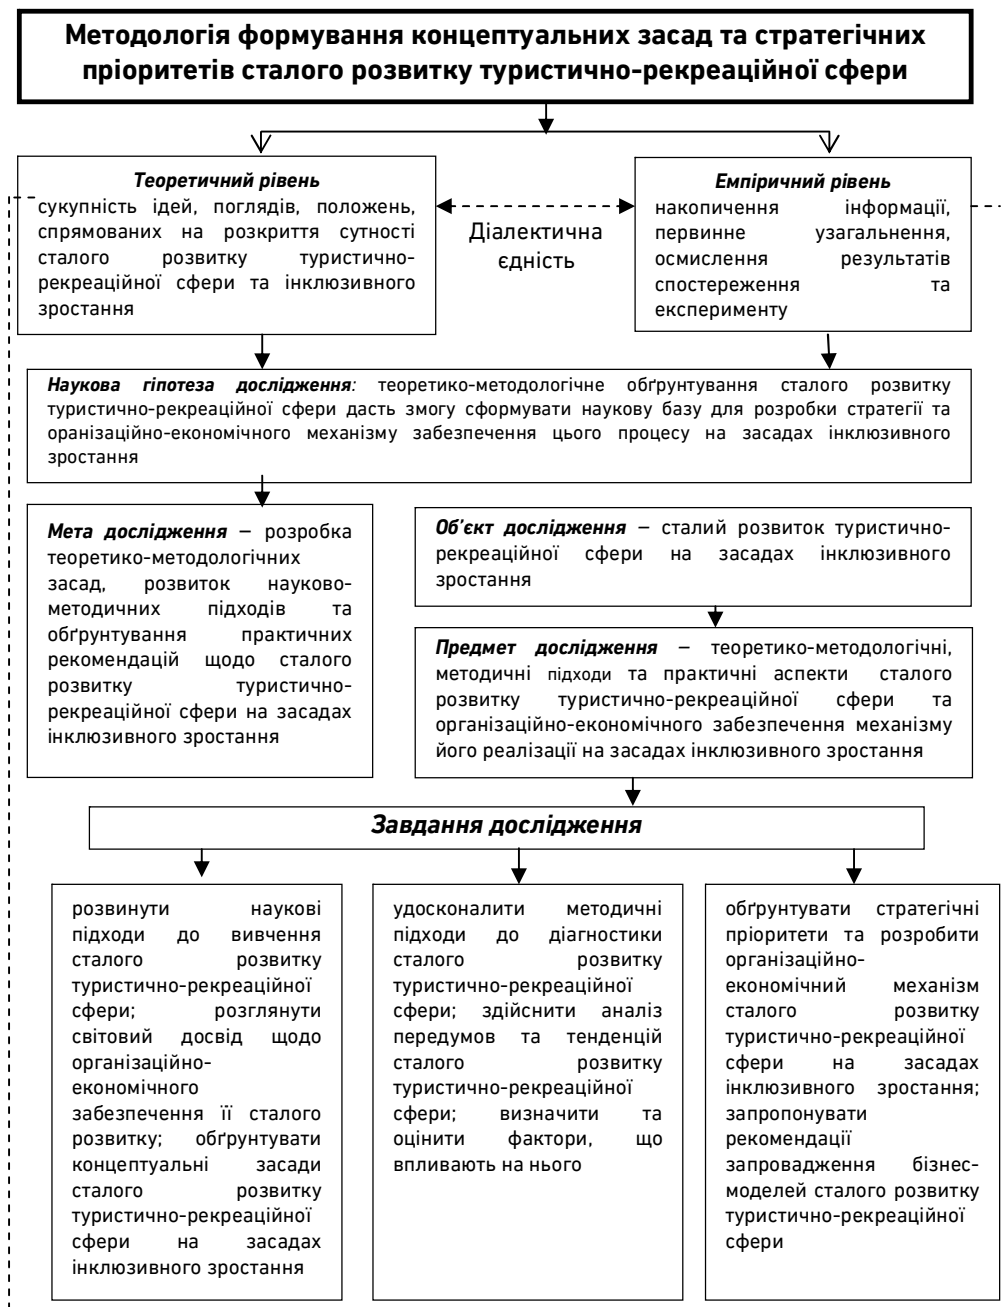 Методологія формування концептуальних засад та стратегічних
пріоритетів сталого розвитку туристично-рекреаційної сфери
Теоретичний рівень
сукупність ідей, поглядів, положень,
спрямованих на розкриття сутності
сталого розвитку туристично-
рекреаційної сфери та інклюзивного
зростання
Діалектична
єдність
Емпіричний рівень
накопичення інформації,
первинне узагальнення,
осмислення результатів
спостереження та
експерименту
Наукова гіпотеза дослідження: теоретико-методологічне обґрунтування сталого розвитку
туристично-рекреаційної сфери дасть змогу сформувати наукову базу для розробки стратегії та
оранізаційно-економічного механізму забезпечення цього процесу на засадах інклюзивного
зростання
Мета дослідження – розробка
теоретико-методологічних
засад, розвиток науково-
методичних підходів та
обґрунтування практичних
рекомендацій щодо сталого
розвитку туристично-
рекреаційної сфери на засадах
інклюзивного зростання
Об’єкт дослідження – сталий розвиток туристично-
рекреаційної сфери на засадах інклюзивного
зростання
Предмет дослідження – теоретико-методологічні,
методичні підходи та практичні аспекти сталого
розвитку туристично-рекреаційної сфери та
організаційно-економічного забезпечення механізму
його реалізації на засадах інклюзивного зростання
Завдання дослідження
розвинути наукові
підходи до вивчення
сталого розвитку
туристично-рекреаційної
сфери; розглянути
світовий досвід щодо
організаційно-
економічного
забезпечення її сталого
розвитку; обґрунтувати
концептуальні засади
сталого розвитку
туристично-рекреаційної
сфери на засадах
інклюзивного зростання
удосконалити методичні
підходи до діагностики
сталого розвитку
туристично-рекреаційної
сфери; здійснити аналіз
передумов та тенденцій
сталого розвитку
туристично-рекреаційної
сфери; визначити та
оцінити фактори, що
впливають на нього
обґрунтувати стратегічні
пріоритети та розробити
організаційно-
економічний механізм
сталого розвитку
туристично-рекреаційної
сфери на засадах
інклюзивного зростання;
запропонувати
рекомендації
запровадження бізнес-
моделей сталого розвитку
туристично-рекреаційної
сфери